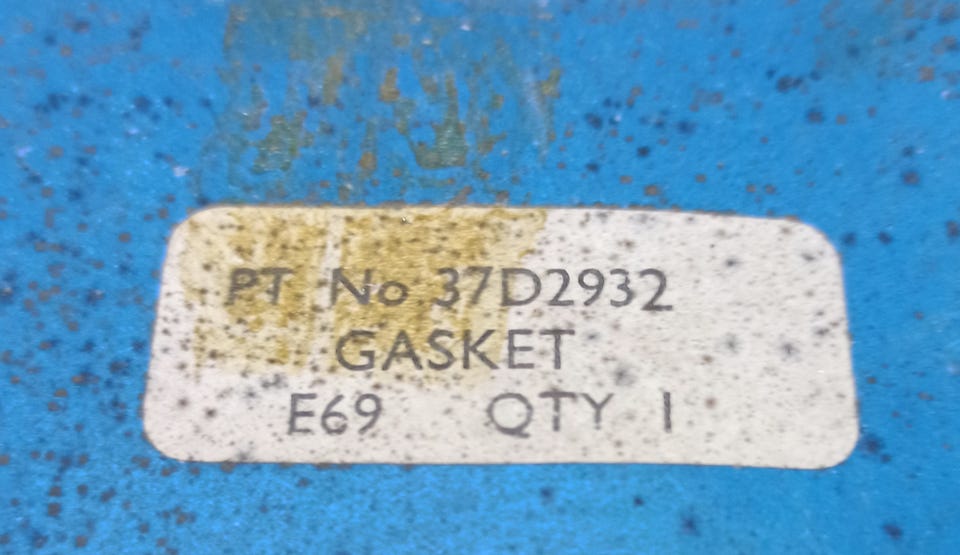 PT No 37D2932
GASKET
E69 QTY 1